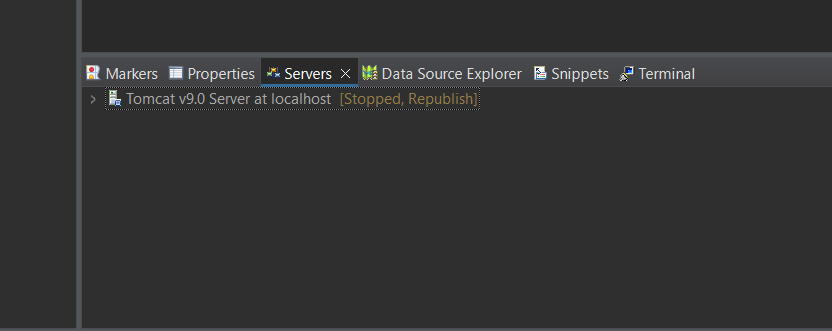 Markers Properties Servers Data Source Explorer Snippets Terminal
Tomcat v9.0 Server at localhost [Stopped, Republish]